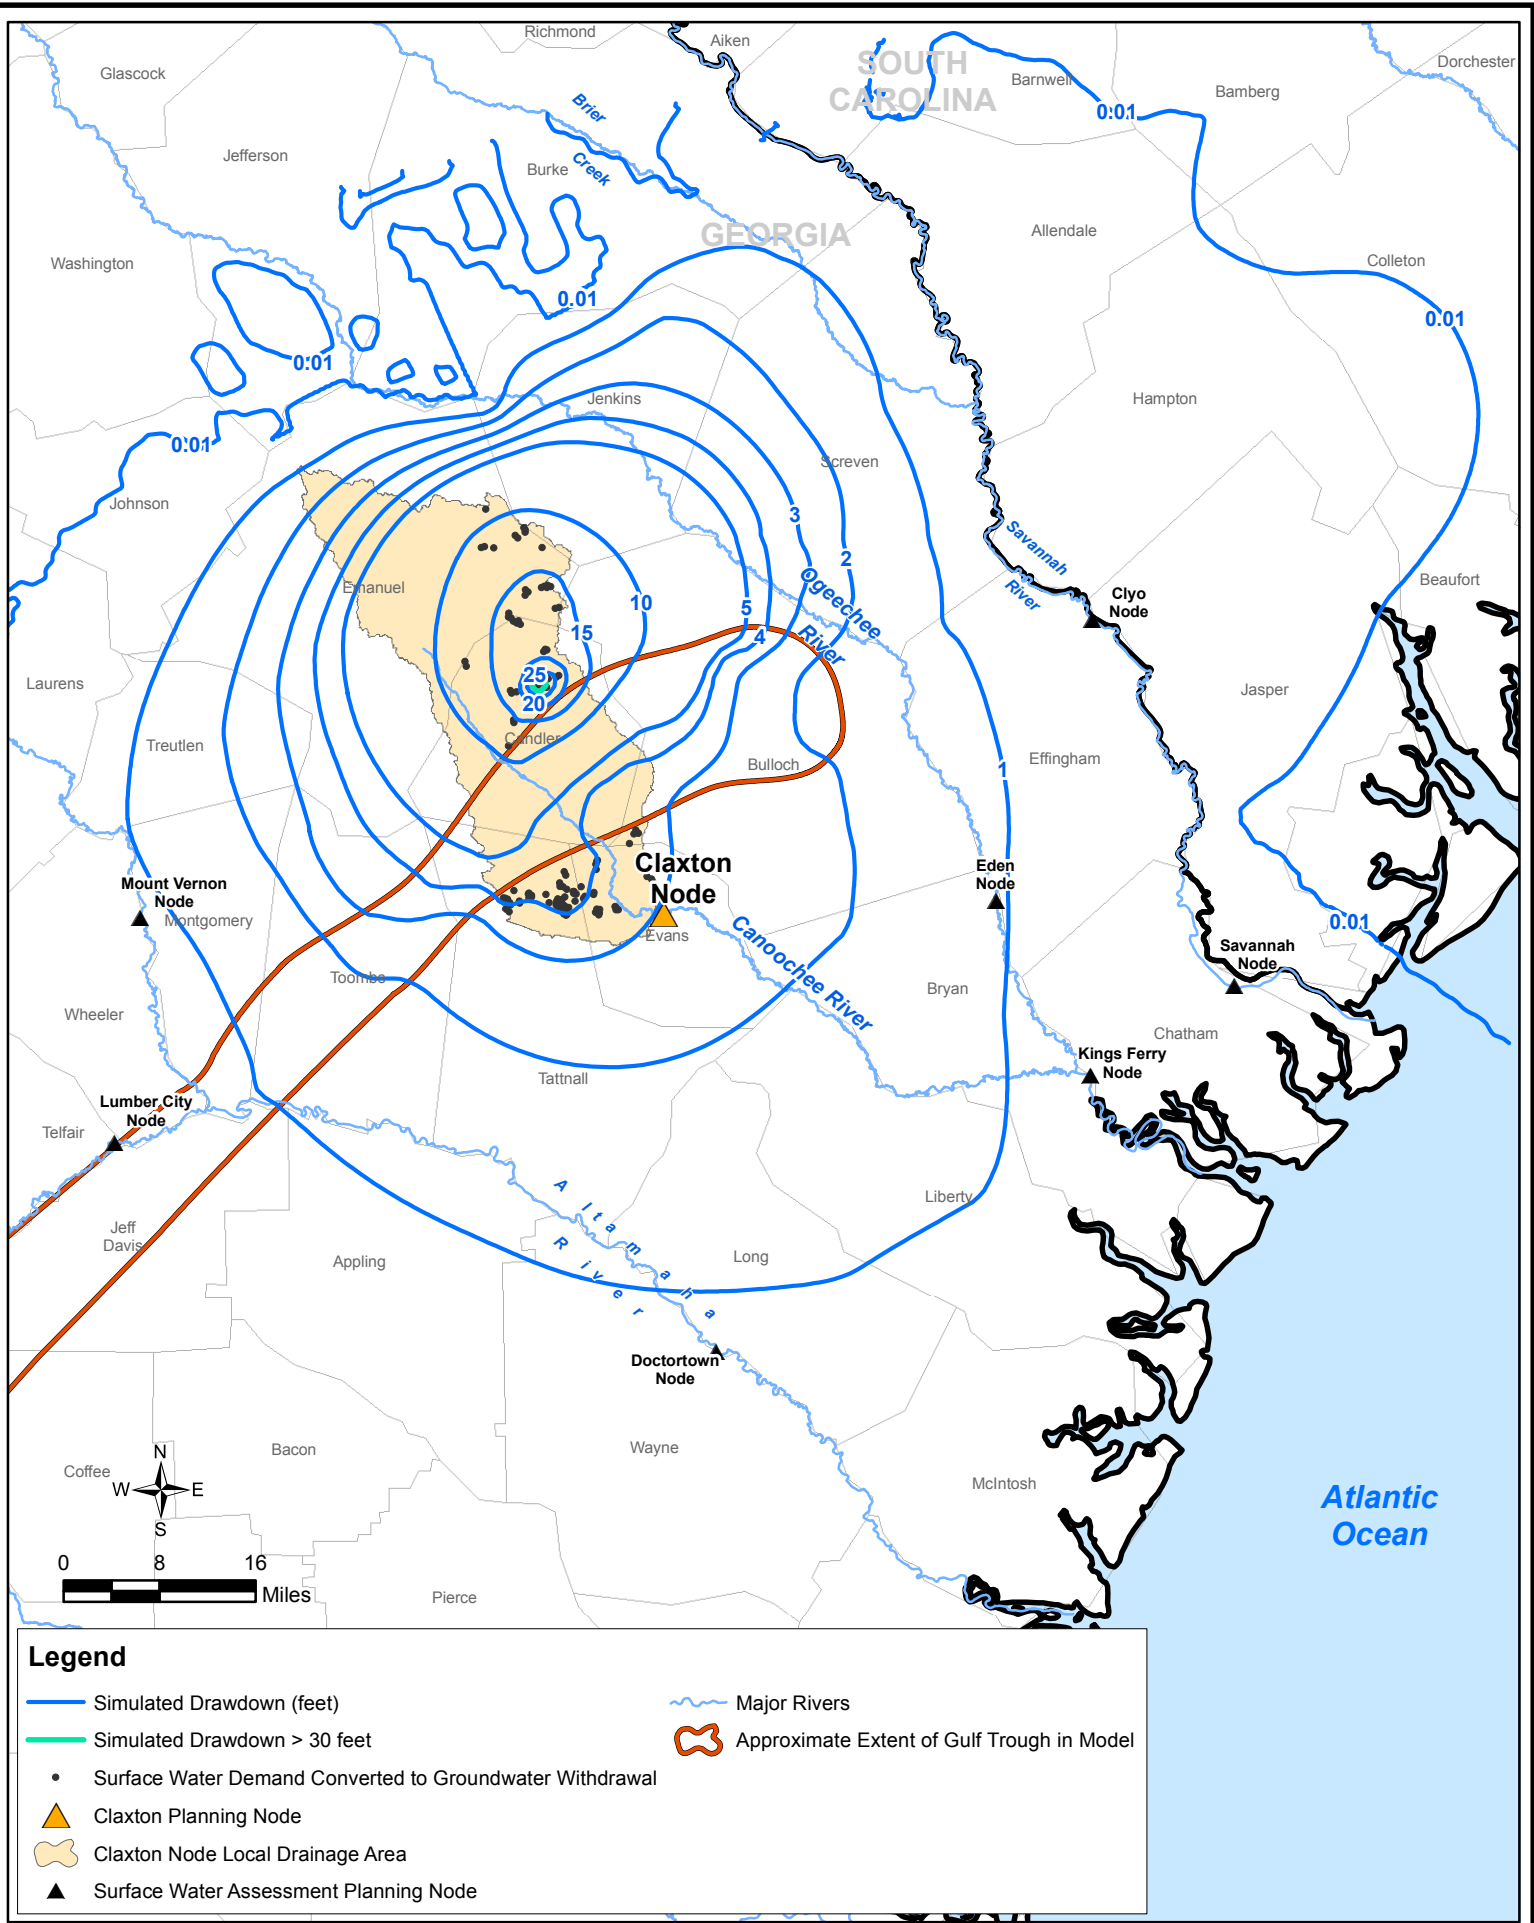 Richmond
Aiken
Glascock
SOUTH
CAROLINA
Barnwell
Dorchester
Bamberg
Brier
Creek
0.01
Jefferson
Burke
GEORGIA
Allendale
Washington
Colleton
0.01
0.01
0.01
Jenkins
Hampton
0.01
Screven
Johnson
3
2
Savannah
River
Ogeechee
River
Emanuel
Beaufort
Clyo
Node
10
5
15
4
25
20
Laurens
Jasper
Treutlen
Candler
Bulloch
Effingham
1
Claxton
Node
Eden
Node
Mount Vernon
Node
Montgomery
Evans
0.01
Canoochee River
Savannah
Node
Toombs
Bryan
Wheeler
Chatham
Kings Ferry
Node
Tattnall
Lumber City
Node
Telfair
Altamaha
River
Liberty
Jeff
Davis
Appling
Long
Doctortown
Node
Bacon
Wayne
Coffee
McIntosh
N
W E
S
Atlantic
Ocean
0 8 16
Miles
Pierce
Legend
Simulated Drawdown (feet)
Simulated Drawdown > 30 feet
Surface Water Demand Converted to Groundwater Withdrawal
Claxton Planning Node
Claxton Node Local Drainage Area
Surface Water Assessment Planning Node
Major Rivers
Approximate Extent of Gulf Trough in Model